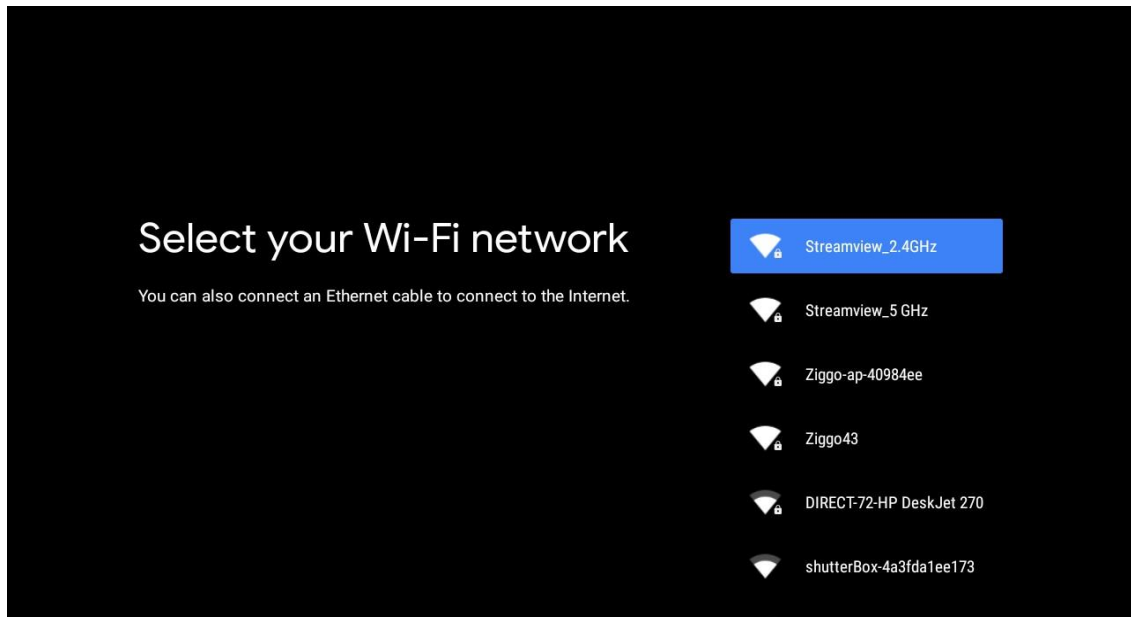 Select your Wi-Fi network
You can also connect an Ethernet cable to connect to the Internet.
Streamview_2.4GHz
Streamview_5 GHz
Ziggo-ap-40984ee
Ziggo43
DIRECT-72-HP DeskJet 270
shutterBox-4a3fda1ee173